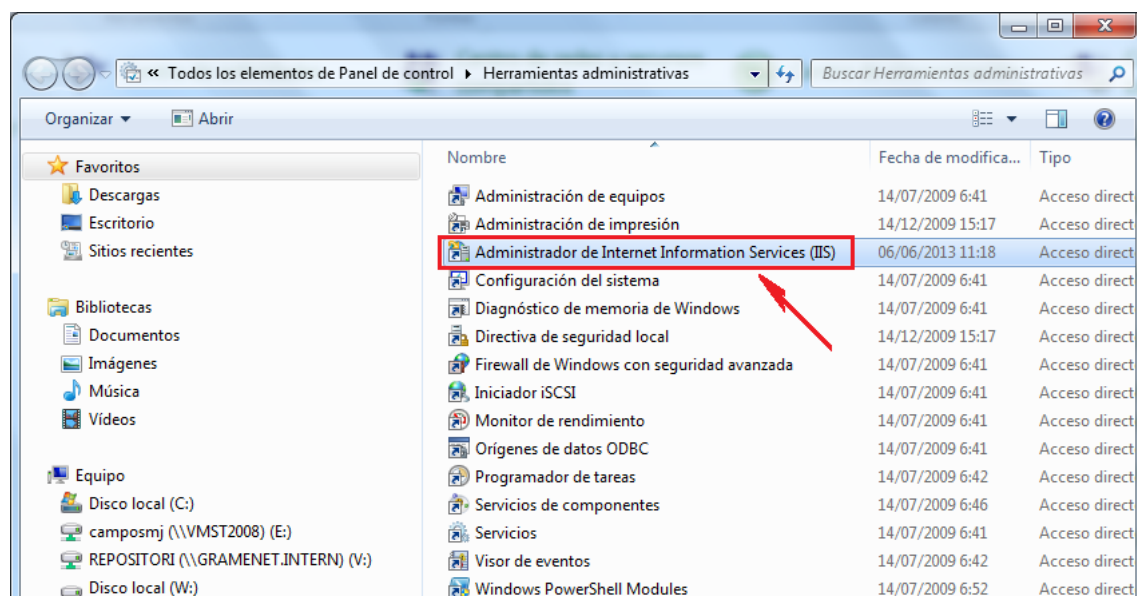 « Todos los elementos de Panel de control ▸ Herramientas administrativas
Buscar Herramientas administrativas
Organizar
Abrir
Favoritos
Descargas
Escritorio
Sitios recientes
Bibliotecas
Documentos
Imágenes
Música
Vídeos
Equipo
Disco local (C:)
camposmj (\\VMST2008) (E:)
REPOSITORI (\\GRAMENET.INTERN) (V:)
Disco local (W:)
Nombre Fecha de modifica... Tipo
Administración de equipos 14/07/2009 6:41 Acceso direct
Administración de impresión 14/12/2009 15:17 Acceso direct
Administrador de Internet Information Services (IIS) 06/06/2013 11:18 Acceso direct
Configuración del sistema 14/07/2009 6:41 Acceso direct
Diagnóstico de memoria de Windows 14/07/2009 6:41 Acceso direct
Directiva de seguridad local 14/12/2009 15:17 Acceso direct
Firewall de Windows con seguridad avanzada 14/07/2009 6:41 Acceso direct
Iniciador iSCSI 14/07/2009 6:41 Acceso direct
Monitor de rendimiento 14/07/2009 6:41 Acceso direct
Orígenes de datos ODBC 14/07/2009 6:41 Acceso direct
Programador de tareas 14/07/2009 6:42 Acceso direct
Servicios de componentes 14/07/2009 6:46 Acceso direct
Servicios 14/07/2009 6:41 Acceso direct
Visor de eventos 14/07/2009 6:42 Acceso direct
Windows PowerShell Modules 14/07/2009 6:52 Acceso direct